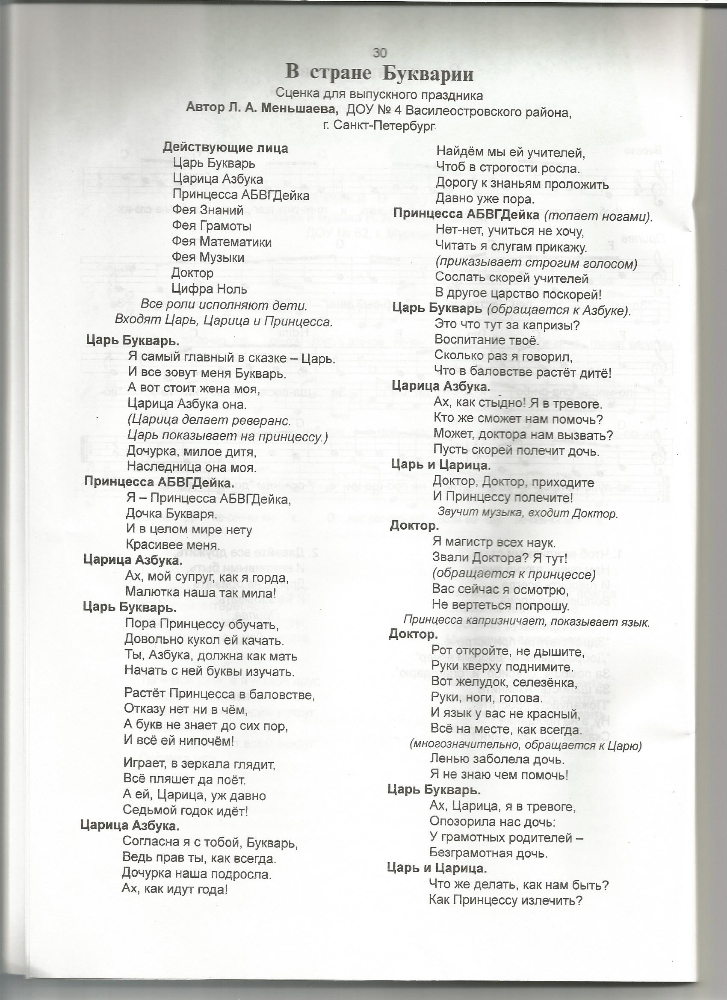 30
В стране Букварии
Сценка для выпускного праздника
Автор Л. А. Меньшаева, ДОУ № 4 Василеостровского района,
г. Санкт-Петербург
Действующие лица
Царь Букварь
Царица Азбука
Принцесса АБВГДейка
Фея Знаний
Фея Грамоты
Фея Математики
Фея Музыки
Доктор
Цифра Ноль
Все роли исполняют дети.
Входят Царь, Царица и Принцесса.
Царь Букварь.
Я самый главный в сказке – Царь.
И все зовут меня Букварь.
А вот стоит жена моя,
Царица Азбука она.
(Царица делает реверанс.
Царь показывает на принцессу.)
Дочурка, милое дитя,
Наследница она моя.
Принцесса АБВГДейка.
Я – Принцесса АБВГДейка,
Дочка Букваря.
И в целом мире нету
Красивее меня.
Царица Азбука.
Ах, мой супруг, как я горда,
Малютка наша так мила!
Царь Букварь.
Пора Принцессу обучать,
Довольно кукол ей качать.
Ты, Азбука, должна как мать
Начать с ней буквы изучать.
Растёт Принцесса в баловстве,
Отказу нет ни в чём,
А букв не знает до сих пор,
И всё ей нипочём!
Играет, в зеркала глядит,
Всё пляшет да поёт.
А ей, Царица, уж давно
Седьмой годок идёт!
Царица Азбука.
Согласна я с тобой, Букварь,
Ведь прав ты, как всегда.
Дочурка наша подросла.
Ах, как идут года!
Найдём мы ей учителей,
Чтоб в строгости росла.
Дорогу к знаньям проложить
Давно уже пора.
Принцесса АБВГДейка (топает ногами).
Нет-нет, учиться не хочу,
Читать я слугам прикажу.
(приказывает строгим голосом)
Сослать скорей учителей
В другое царство поскорей!
Царь Букварь (обращается к Азбуке).
Это что тут за капризы?
Воспитание твоё.
Сколько раз я говорил,
Что в баловстве растёт дитё!
Царица Азбука.
Ах, как стыдно! Я в тревоге.
Кто же сможет нам помочь?
Может, доктора нам вызвать?
Пусть скорей полечит дочь.
Царь и Царица.
Доктор, Доктор, приходите
И Принцессу полечите!
Звучит музыка, входит Доктор.
Доктор.
Я магистр всех наук.
Звали Доктора? Я тут!
(обращается к принцессе)
Вас сейчас я осмотрю,
Не вертеться попрошу.
Принцесса капризничает, показывает язык.
Доктор.
Рот откройте, не дышите,
Руки кверху поднимите.
Вот желудок, селезёнка,
Руки, ноги, голова.
И язык у вас не красный,
Всё на месте, как всегда.
(многозначительно, обращается к Царю)
Ленью заболела дочь.
Я не знаю чем помочь!
Царь Букварь.
Ах, Царица, я в тревоге,
Опозорила нас дочь:
У грамотных родителей –
Безграмотная дочь.
Царь и Царица.
Что же делать, как нам быть?
Как Принцессу излечить?